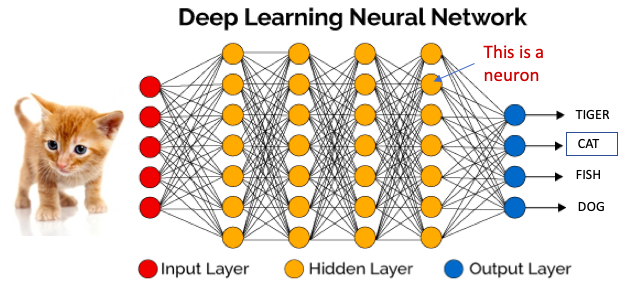 Deep Learning Neural Network
This is a
neuron
TIGER
CAT
FISH
DOG
Input Layer
Hidden Layer
Output Layer